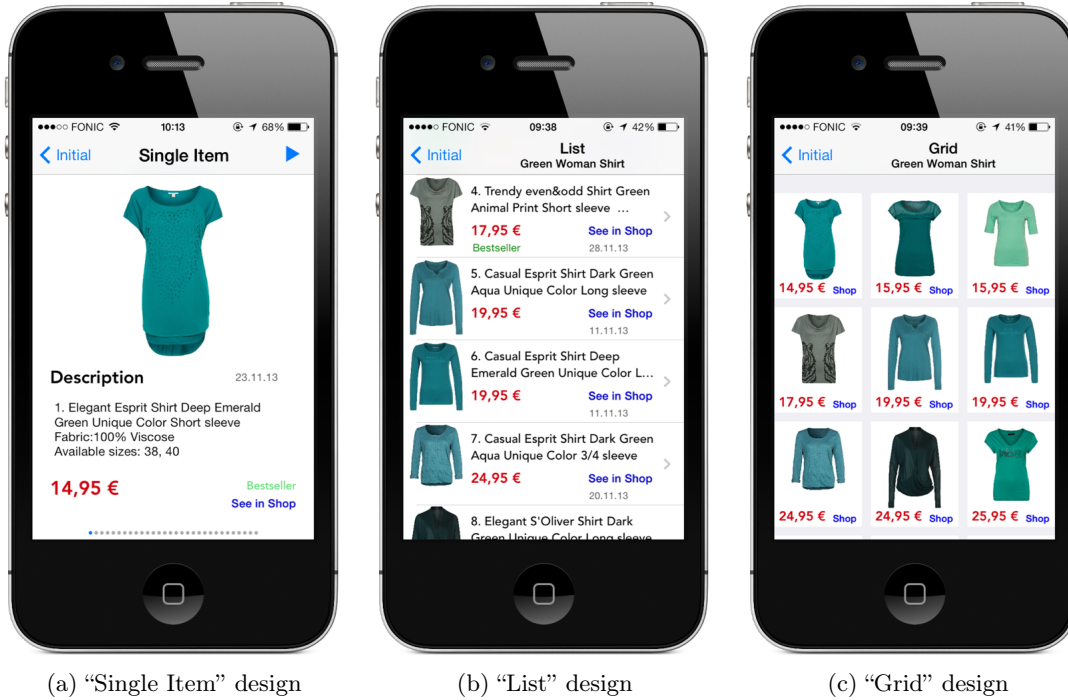 ●●●○○ FONIC 10:13 68%
Initial Single Item
Description 23.11.13
1. Elegant Esprit Shirt Deep Emerald
Green Unique Color Short sleeve
Fabric:100% Viscose
Available sizes: 38, 40
14,95 € Bestseller
See in Shop
(a) “Single Item” design
●●●●○ FONIC 09:38 42%
Initial List
Green Woman Shirt
4. Trendy even&odd Shirt Green
Animal Print Short sleeve ...
17,95 € See in Shop
Bestseller 28.11.13
5. Casual Esprit Shirt Dark Green
Aqua Unique Color Long sleeve
19,95 € See in Shop
11.11.13
6. Casual Esprit Shirt Deep
Emerald Green Unique Color L...
19,95 € See in Shop
11.11.13
7. Casual Esprit Shirt Dark Green
Aqua Unique Color 3/4 sleeve
24,95 € See in Shop
20.11.13
8. Elegant S'Oliver Shirt Dark
Green Unique Color Long sleeve
(b) “List” design
●●●●○ FONIC 09:39 41%
Initial Grid
Green Woman Shirt
14,95 € Shop 15,95 € Shop 15,95 € Shop
17,95 € Shop 19,95 € Shop 19,95 € Shop
24,95 € Shop 24,95 € Shop 25,95 € Shop
(c) “Grid” design